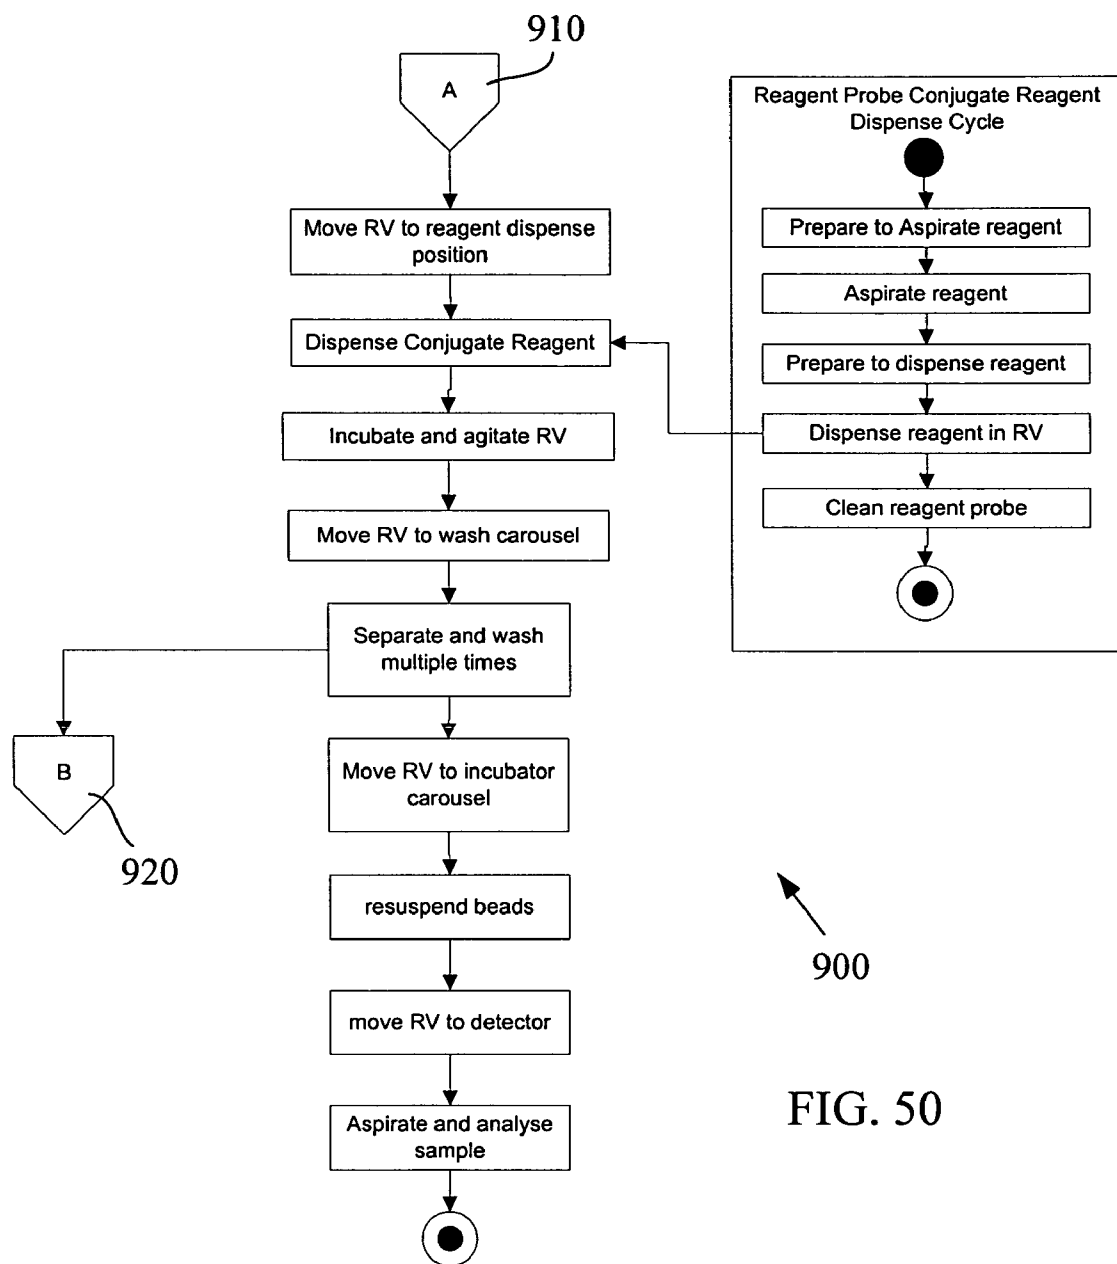 910
A
Reagent Probe Conjugate Reagent
Dispense Cycle
Move RV to reagent dispense
position
Prepare to Aspirate reagent
Aspirate reagent
Dispense Conjugate Reagent
Prepare to dispense reagent
Incubate and agitate RV
Dispense reagent in RV
Move RV to wash carousel
Clean reagent probe
Separate and wash
multiple times
B
920
Move RV to incubator
carousel
resuspend beads
900
move RV to detector
Aspirate and analyse
sample
FIG. 50